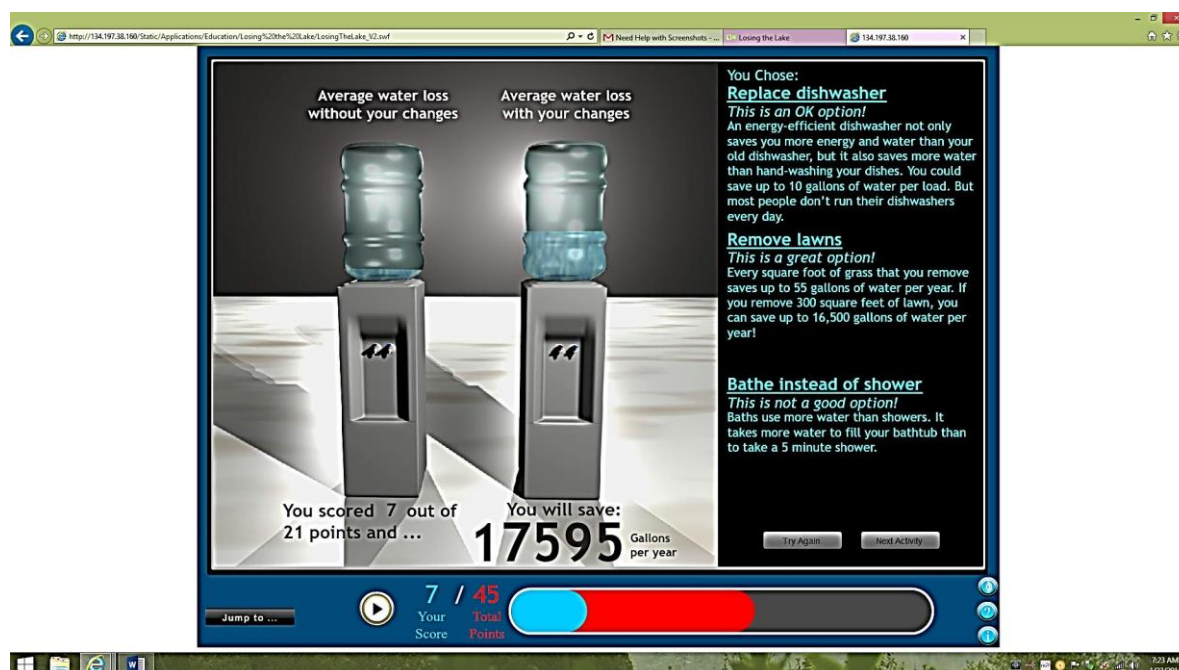 http://134.197.38.160/Static/Applications/Education/Losing%20the%20Lake/LosingTheLake_V2.swf
Need Help with Screenshots - ...
Losing the Lake
134.197.38.160
Average water loss
without your changes
Average water loss
with your changes
You scored 7 out of
21 points and ...
You will save:
17595
Gallons
per year
You Chose:
Replace dishwasher
This is an OK option!
An energy-efficient dishwasher not only
saves you more energy and water than your
old dishwasher, but it also saves more water
than hand-washing your dishes. You could
save up to 10 gallons of water per load. But
most people don't run their dishwashers
every day.
Remove lawns
This is a great option!
Every square foot of grass that you remove
saves up to 55 gallons of water per year. If
you remove 300 square feet of lawn, you
can save up to 16,500 gallons of water per
year!
Bathe instead of shower
This is not a good option!
Baths use more water than showers. It
takes more water to fill your bathtub than
to take a 5 minute shower.
Try Again
Next Activity
Jump to ...
7 / 45
Your
Score
Total
Points
7:23 AM